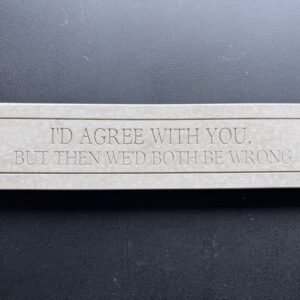 I'D AGREE WITH YOU,
BUT THEN WE'D BOTH BE WRONG